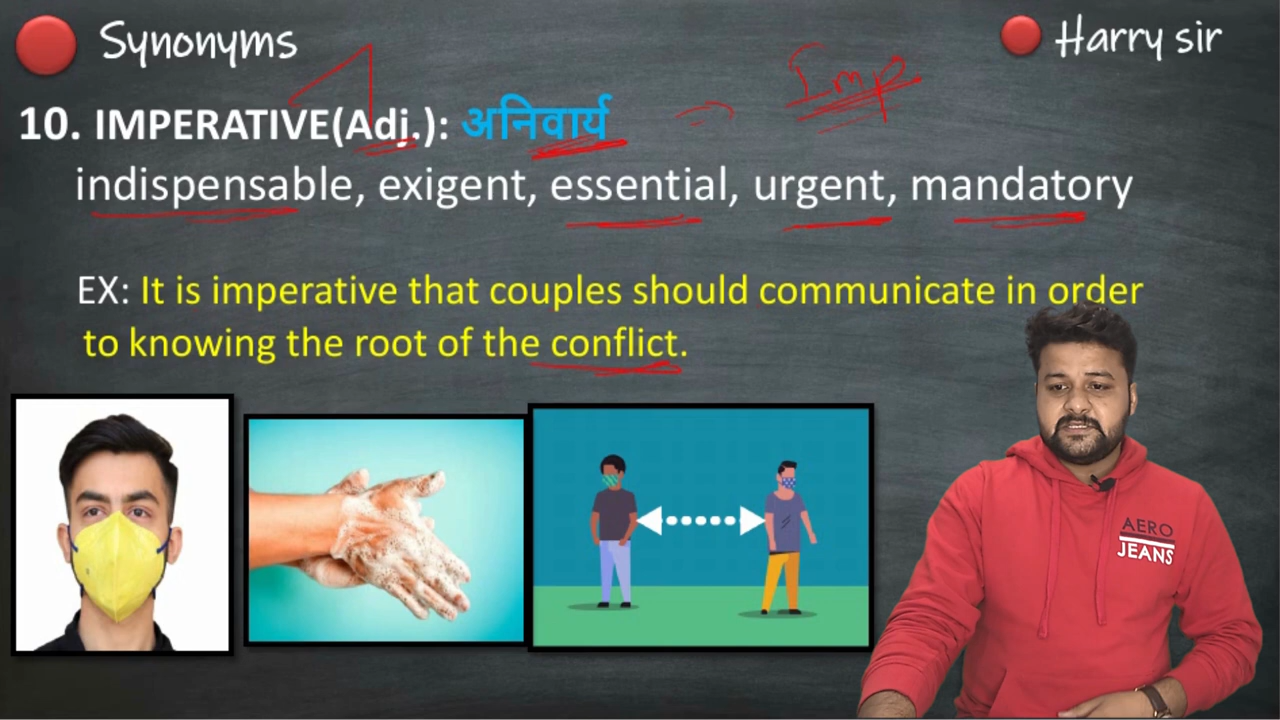 Synonyms
Harry sir
Imp.
10. IMPERATIVE(Adj.): अनिवार्य
indispensable, exigent, essential, urgent, mandatory
EX: It is imperative that couples should communicate in order
to knowing the root of the conflict.
AERO
JEANS